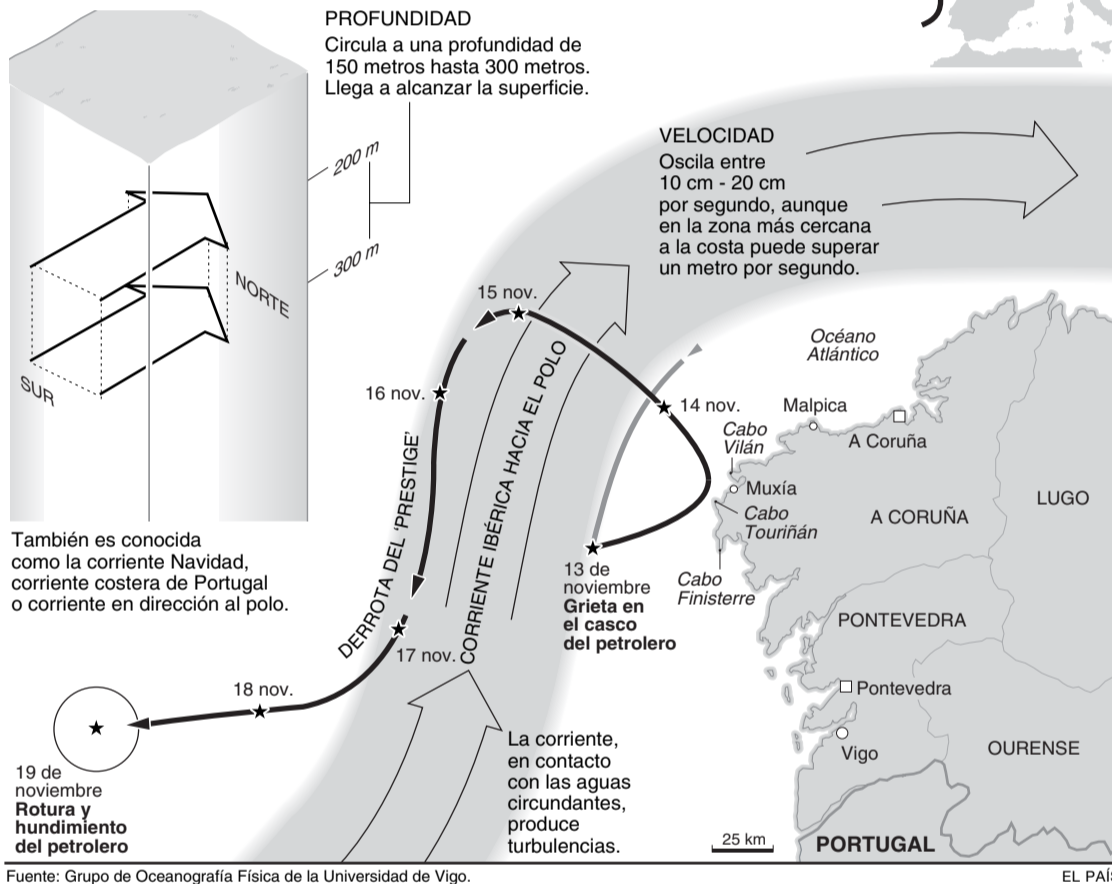 PROFUNDIDAD
Circula a una profundidad de
150 metros hasta 300 metros.
Llega a alcanzar la superficie.
200 m
300 m
NORTE
SUR
También es conocida
como la corriente Navidad,
corriente costera de Portugal
o corriente en dirección al polo.
VELOCIDAD
Oscila entre
10 cm - 20 cm
por segundo, aunque
en la zona más cercana
a la costa puede superar
un metro por segundo.
15 nov.
16 nov.
14 nov.
DERROTA DEL 'PRESTIGE'
CORRIENTE IBÉRICA HACIA EL POLO
17 nov.
18 nov.
13 de
noviembre
Grieta en
el casco
del petrolero
19 de
noviembre
Rotura y
hundimiento
del petrolero
La corriente,
en contacto
con las aguas
circundantes,
produce
turbulencias.
Océano
Atlántico
Malpica
A Coruña
Cabo
Vilán
Muxía
Cabo
Touriñán
A CORUÑA
LUGO
Cabo
Finisterre
PONTEVEDRA
Pontevedra
Vigo
OURENSE
25 km
PORTUGAL
Fuente: Grupo de Oceanografía Física de la Universidad de Vigo.
EL PAÍS